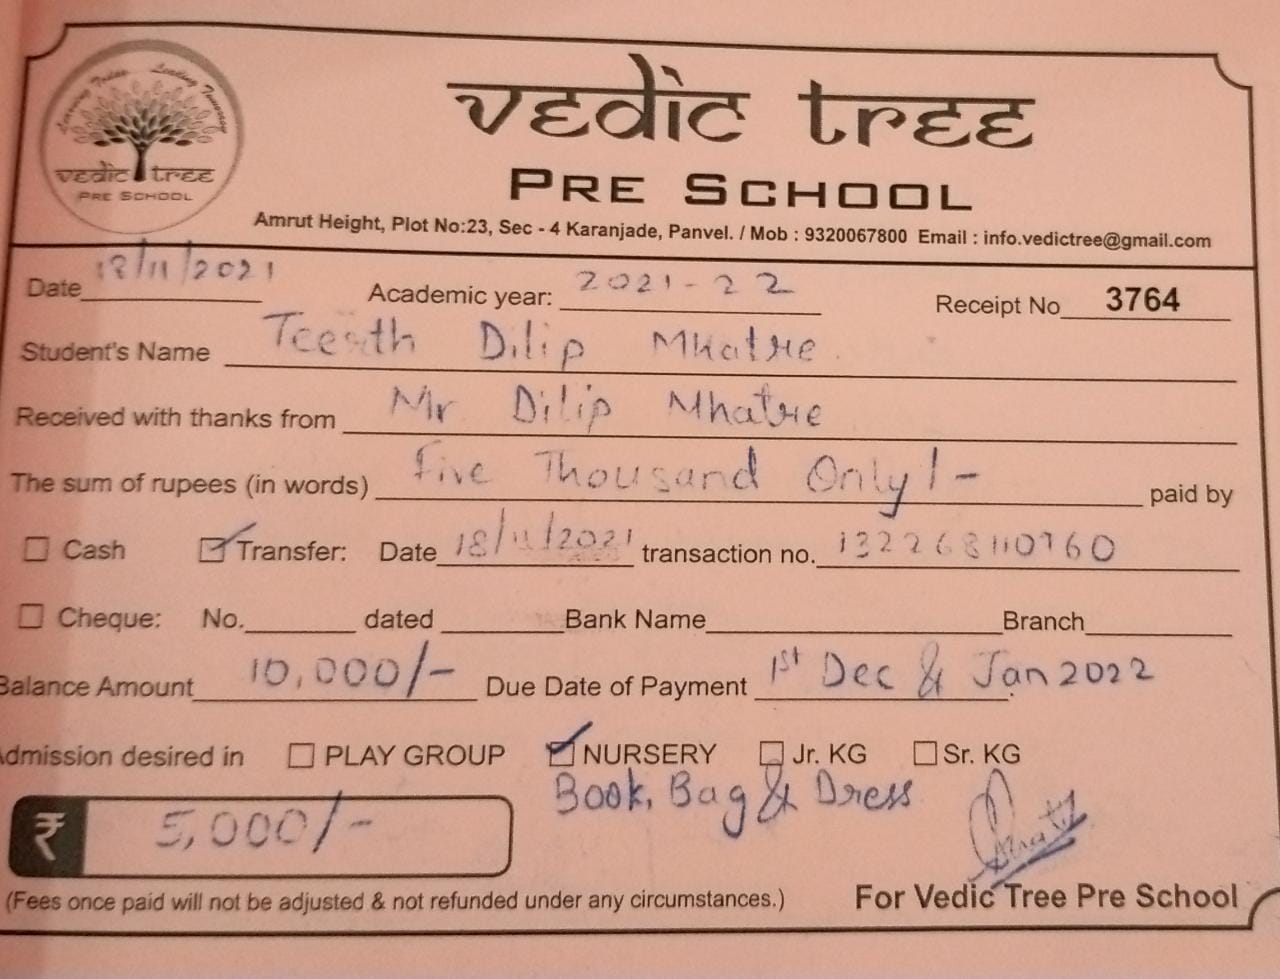 Learning Today Leading Tomorrow
vedic tree
PRE SCHOOL
vedic tree
PRE SCHOOL
Amrut Height, Plot No:23, Sec - 4 Karanjade, Panvel. / Mob : 9320067800 Email : info.vedictree@gmail.com
Date 18/11/2021 Academic year: 2021-22 Receipt No 3764
Student's Name Teerth Dilip Mhatre
Received with thanks from Mr Dilip Mhatre
The sum of rupees (in words) Five Thousand Only/- paid by
Cash Transfer: Date 18/11/2021 transaction no. 132268110760
Cheque: No. dated Bank Name Branch
Balance Amount 10,000/- Due Date of Payment 1st Dec & Jan 2022
Admission desired in PLAY GROUP NURSERY Jr. KG Sr. KG
Book, Bag & Dress
₹ 5,000/-
(Fees once paid will not be adjusted & not refunded under any circumstances.) For Vedic Tree Pre School